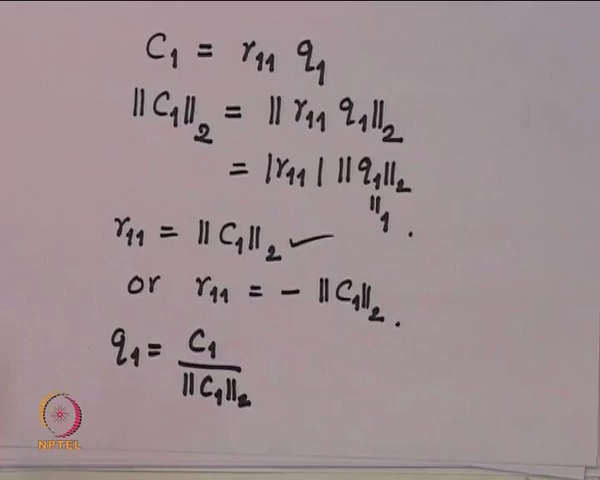 C₁ = r₁₁ q₁
||C₁||₂ = || r₁₁ q₁||₂
= |r₁₁| ||q₁||₂
|| 1 .
r₁₁ = ||C₁||₂ ✓
or r₁₁ = - ||C₁||₂ .
q₁ = C₁ / ||C₁||₂
NPTEL